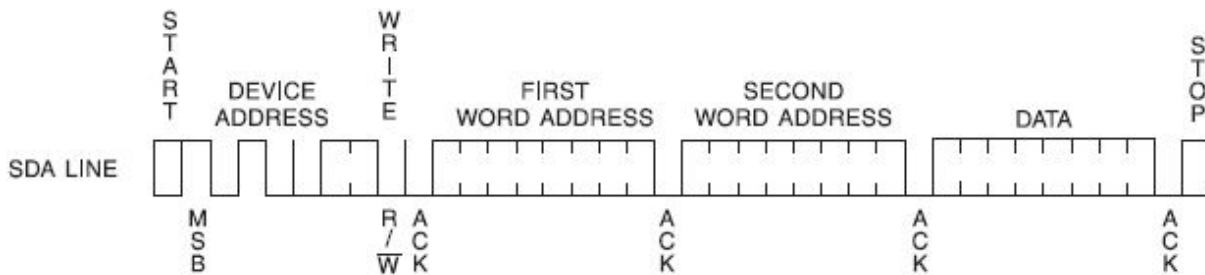 START
WRITE
STOP
DEVICE
ADDRESS
FIRST
WORD ADDRESS
SECOND
WORD ADDRESS
DATA
SDA LINE
MSB
R/W
ACK
ACK
ACK
ACK